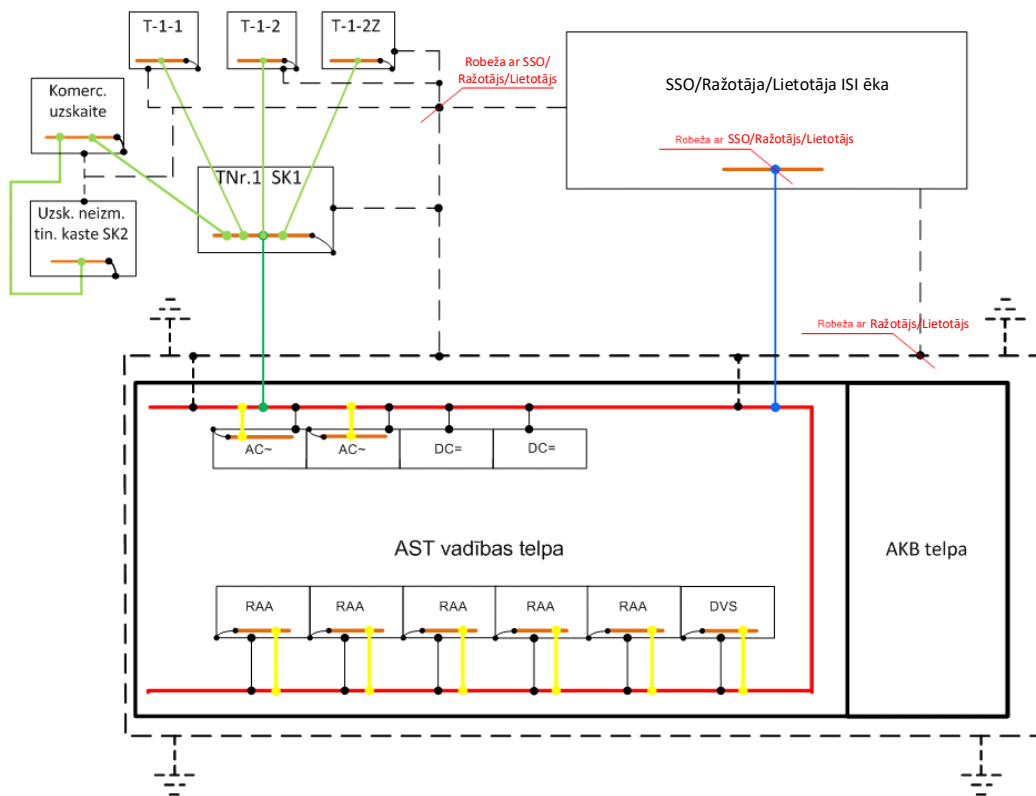 T-1-1
T-1-2
T-1-2Z
Robeža ar SSO/
Ražotājs/Lietotājs
SSO/Ražotāja/Lietotāja ISI ēka
Komerc.
uzskaite
Robeža ar SSO/Ražotājs/Lietotājs
TNr.1 SK1
Uzsk. neizm.
tin. kaste SK2
Robeža ar Ražotājs/Lietotājs
AC~
AC~
DC=
DC=
AST vadības telpa
AKB telpa
RAA
RAA
RAA
RAA
RAA
DVS